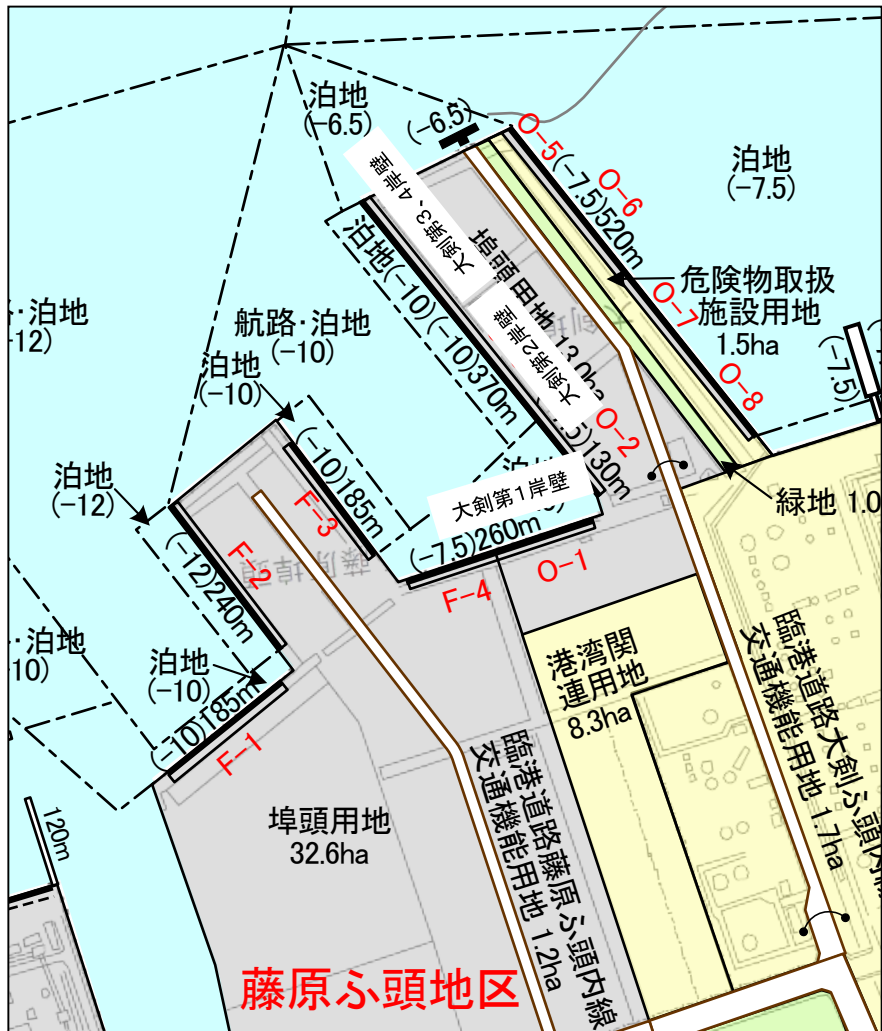 泊地
(-6.5)
(-6.5)
O-5
(-7.5)520m
O-6
泊地
(-7.5)
大剣第3、4岸壁
泊地(-10)
(-10)370m
危険物取扱
施設用地
1.5ha
O-7
O-8
(-7.5)
航路・泊地
(-10)
泊地
(-10)
大剣第2岸壁
O-2
130m
・泊地
-12)
(-10)185m
F-3
泊地
(-12)
大剣第1岸壁
(-7.5)260m
F-4
O-1
緑地 1.0
F-2
(-12)240m
藤原埠頭
・泊地
10)
泊地
(-10)
(-10)185m
F-1
港湾関
連用地
8.3ha
臨港道路大剣ふ頭内線
交通機能用地 1.7ha
臨港道路藤原ふ頭内線
交通機能用地 1.2ha
埠頭用地
32.6ha
120m
藤原ふ頭地区